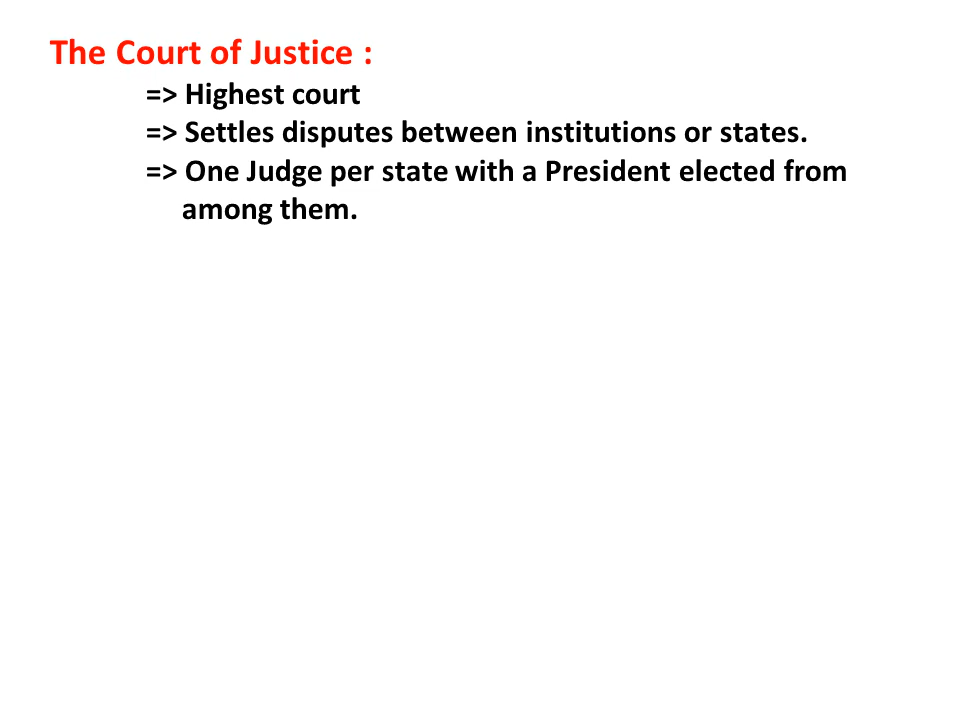 The Court of Justice :
=> Highest court
=> Settles disputes between institutions or states.
=> One Judge per state with a President elected from
among them.